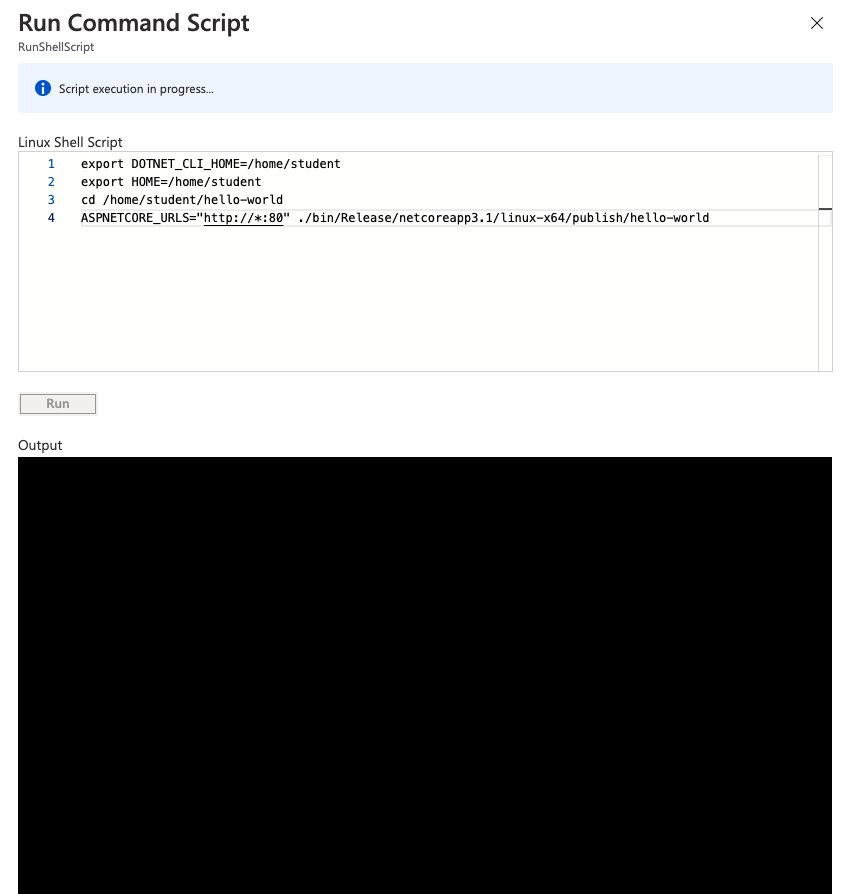 Run Command Script
RunShellScript
Script execution in progress...
Linux Shell Script
1 export DOTNET_CLI_HOME=/home/student
2 export HOME=/home/student
3 cd /home/student/hello-world
4 ASPNETCORE_URLS="http://*:80" ./bin/Release/netcoreapp3.1/linux-x64/publish/hello-world
Run
Output